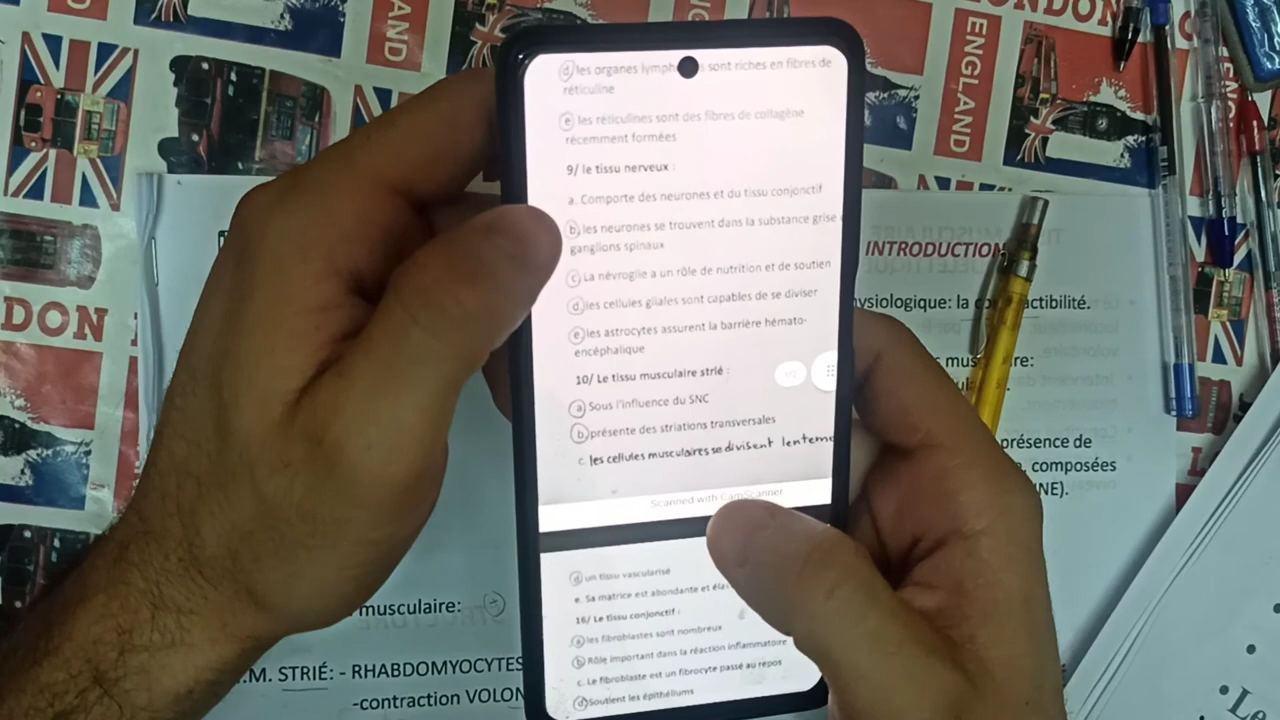 d les organes lymph s sont riches en fibres de
réticuline
e les réticulines sont des fibres de collagène
récemment formées
9/ le tissu nerveux :
a. Comporte des neurones et du tissu conjonctif
b les neurones se trouvent dans la substance grise
ganglions spinaux
c La névroglie a un rôle de nutrition et de soutien
d les cellules gliales sont capables de se diviser
e les astrocytes assurent la barrière hémato-
encéphalique
10/ Le tissu musculaire strié :
1/2
a Sous l'influence du SNC
b présente des striations transversales
c. les cellules musculaires se divisent lenteme
Scanned with CamScanner
d un tissu vascularisé
e. Sa matrice est abondante et éla
16/ Le tissu conjonctif :
a les fibroblastes sont nombreux
b Rôle important dans la réaction inflammatoire
c. Le fibroblaste est un fibrocyte passé au repos
d Soutient les épithéliums
INTRODUCTION
ysiologique: la co actibilité.
mus re:
présence de
, composées
NE).
musculaire:
.M. STRIÉ: - RHABDOMYOCYTES
-contraction VOLON
LONDON
ENGLAND
AND
DON
Le